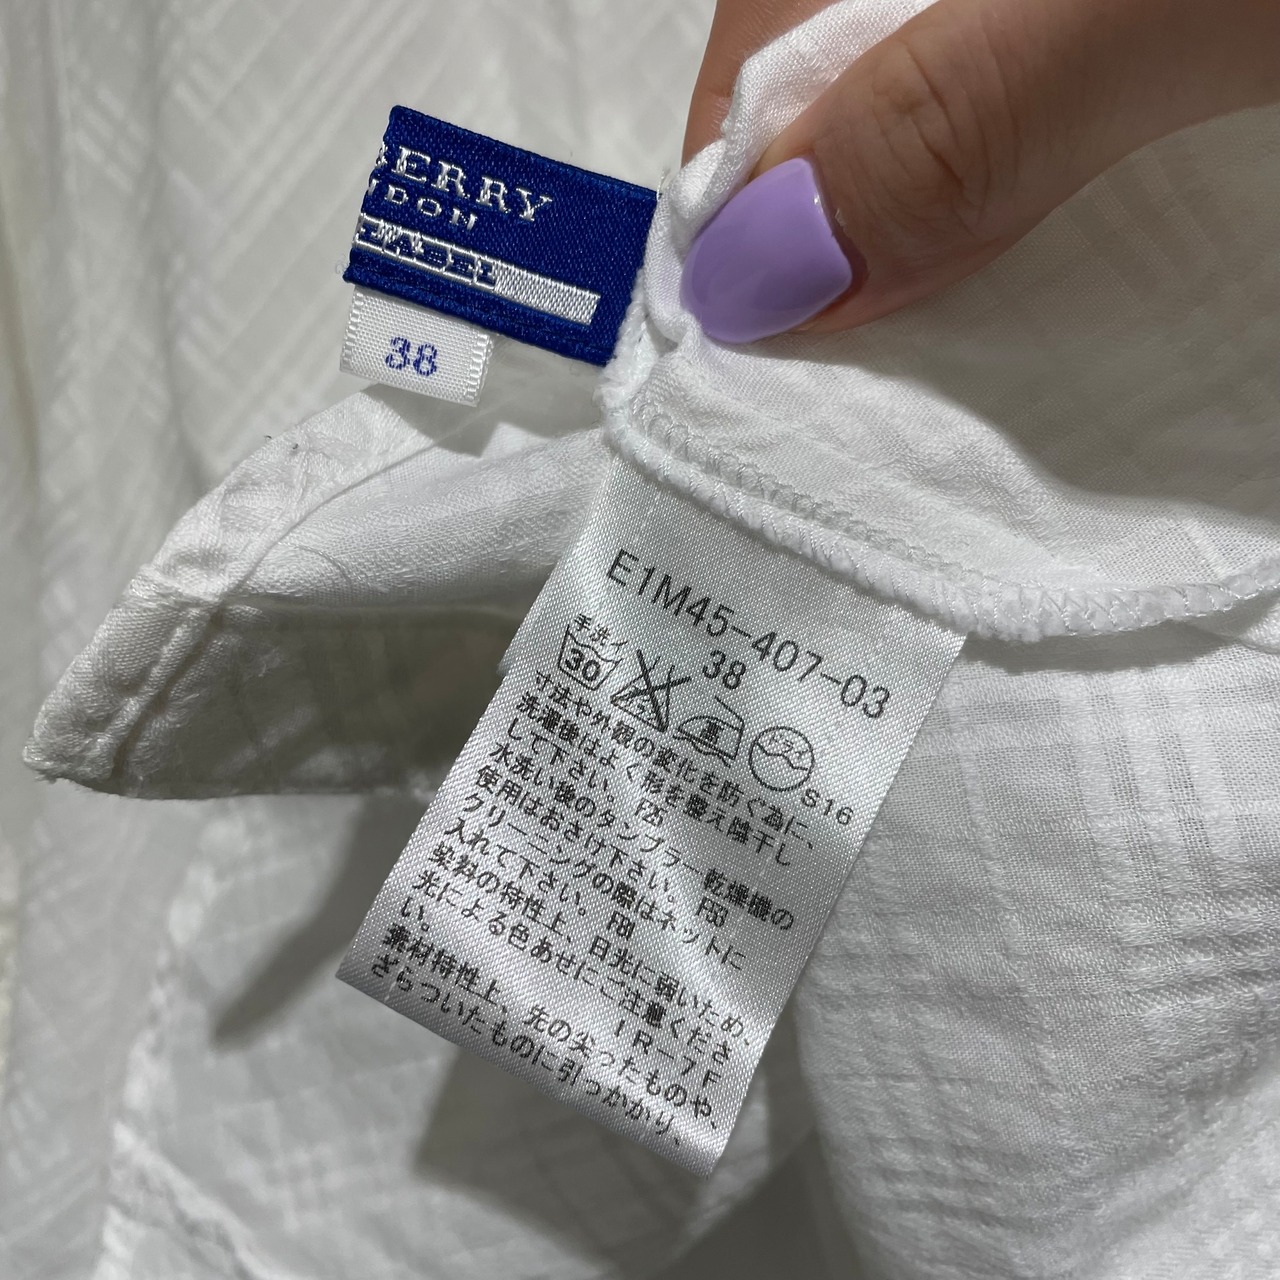 BERRY
NDON
LABEL
38
E1M45-407-03
38
手洗イ
30
S16
寸法や外観の変化を防ぐ為に、
洗濯後はよく形を整え陰干し
して下さい。 F25
水洗い後のタンブラー乾燥機の
使用はおさけ下さい。 F53
クリーニングの際はネットに
入れて下さい。 F81
染料の特性上、日光に弱いため、
光による色あせにご注意くださ
い。 IR-7F
素材特性上、先の尖ったものや、
ざらついたものに引っかかり、